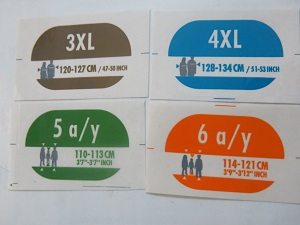 3XL
120-127 CM / 47-50 INCH
4XL
128-134 CM / 51-53 INCH
5 a/y
110-113 CM
3'7"-3'7" INCH
6 a/y
114-121 CM
3'9"-3'12" INCH